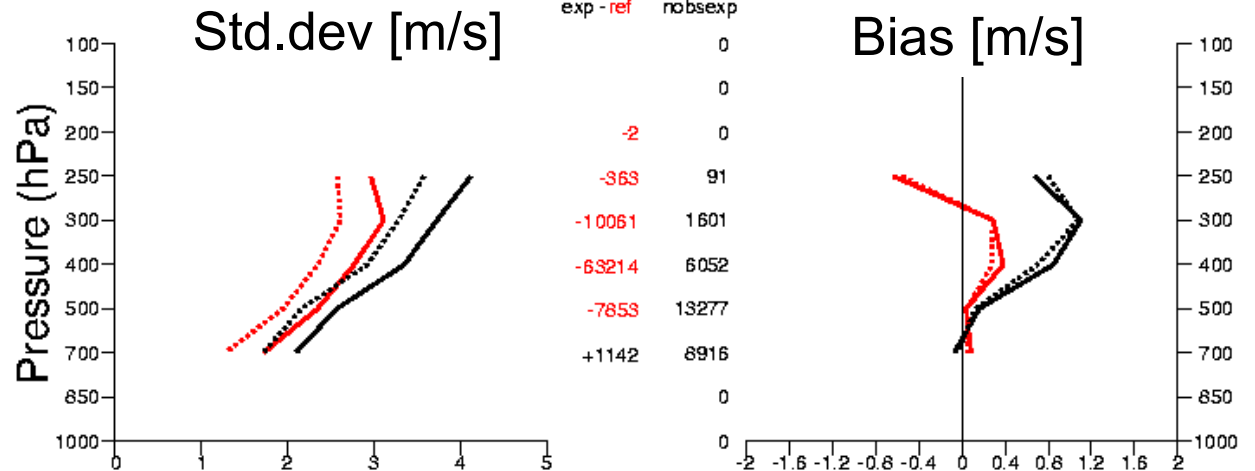 exp - ref nobsexp
Std.dev [m/s]
Bias [m/s]
Pressure (hPa)
100 0 100
150 0 150
200 -2 0 200
250 -363 91 250
300 -10061 1601 300
400 -63214 6052 400
500 -7853 13277 500
700 +1142 8916 700
850 0 850
1000 0 1000
0 1 2 3 4 5
-2 -1.6 -1.2 -0.8 -0.4 0 0.4 0.8 1.2 1.6 2